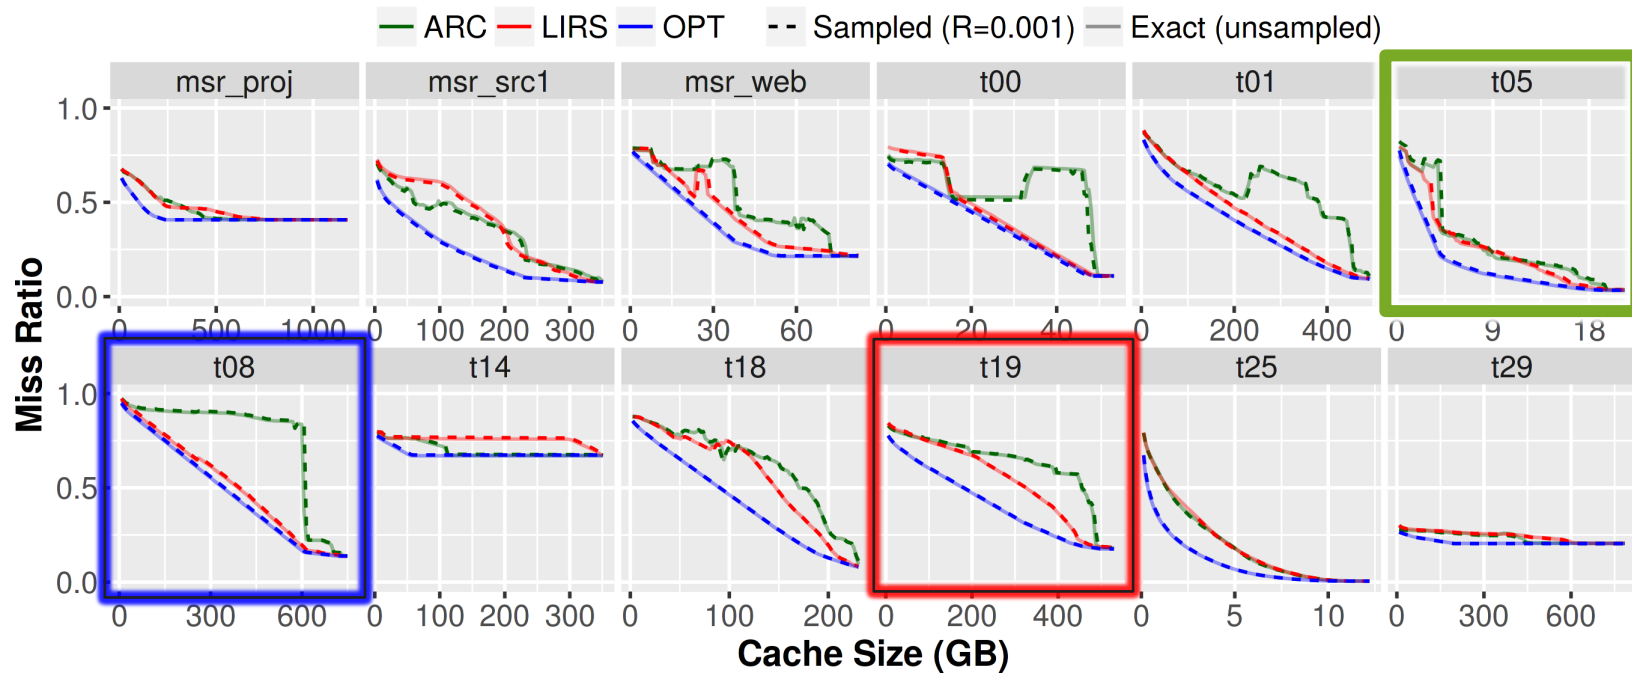 ARC LIRS OPT Sampled (R=0.001) Exact (unsampled)
msr_proj msr_src1 msr_web t00 t01 t05
1.0
0.5
0.0
0 500 1000 0 100 200 300 0 30 60 0 20 40 0 200 400 0 9 18
Miss Ratio
t08 t14 t18 t19 t25 t29
1.0
0.5
0.0
0 300 600 0 100 200 300 0 100 200 0 200 400 0 5 10 0 300 600
Cache Size (GB)